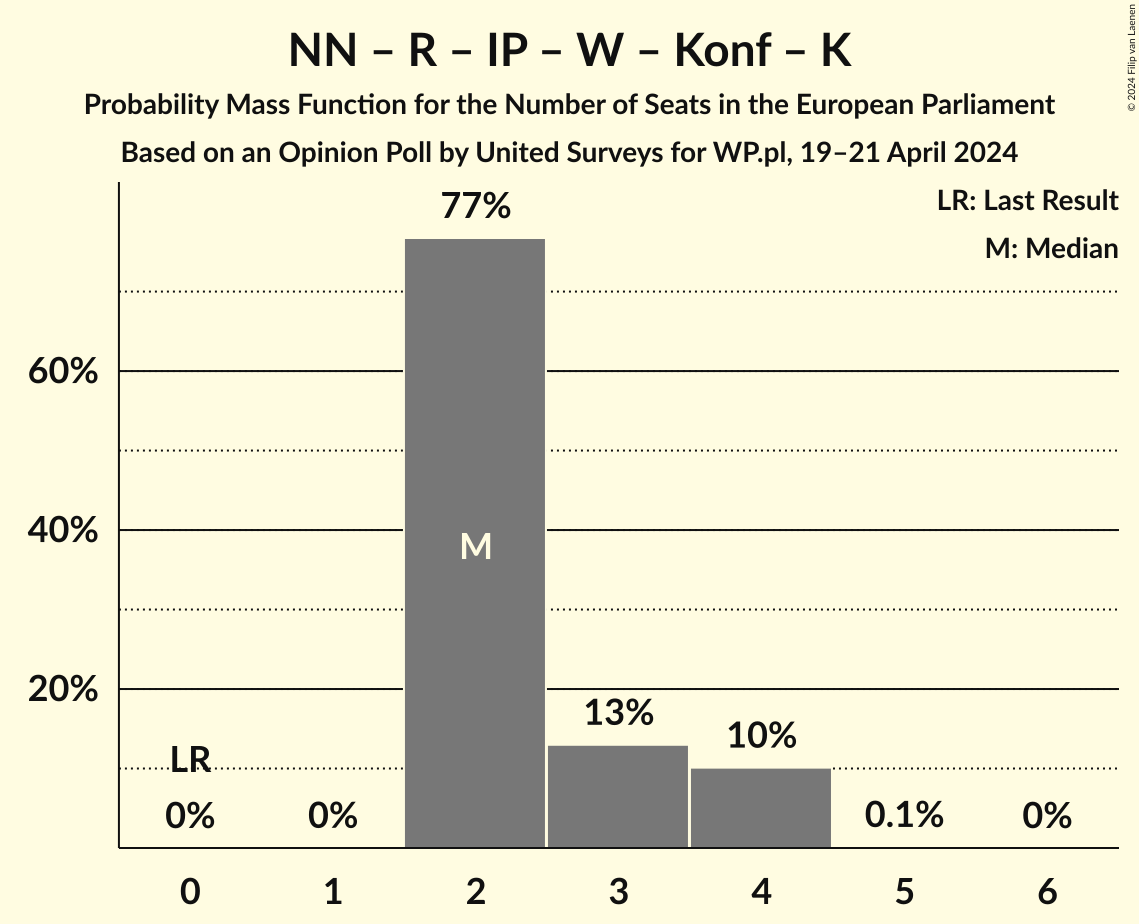 NN – R – IP – W – Konf – K
Probability Mass Function for the Number of Seats in the European Parliament
Based on an Opinion Poll by United Surveys for WP.pl, 19–21 April 2024
© 2024 Filip van Laenen
LR: Last Result
M: Median
77%
60%
40%
M
20%
13%
10%
LR
0%
0%
0.1%
0%
0
1
2
3
4
5
6